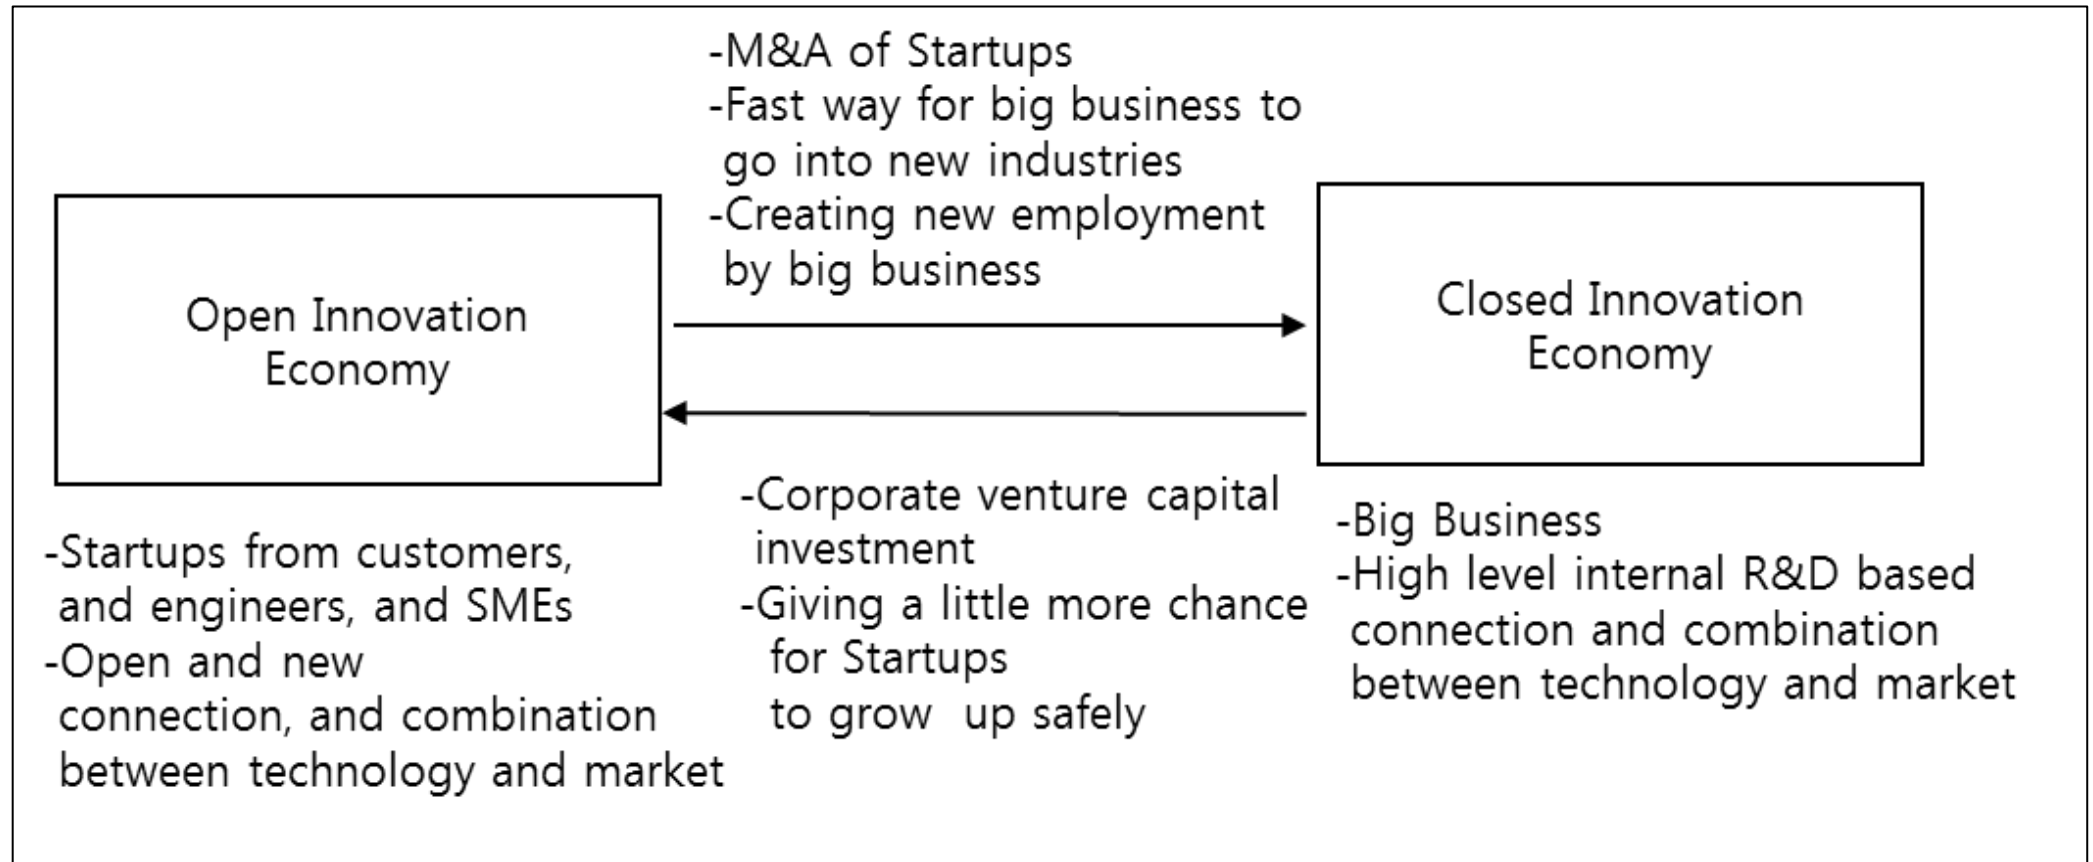 -M&A of Startups
-Fast way for big business to
go into new industries
-Creating new employment
by big business
Open Innovation
Economy
Closed Innovation
Economy
-Startups from customers,
and engineers, and SMEs
-Open and new
connection, and combination
between technology and market
-Corporate venture capital
investment
-Giving a little more chance
for Startups
to grow up safely
-Big Business
-High level internal R&D based
connection and combination
between technology and market